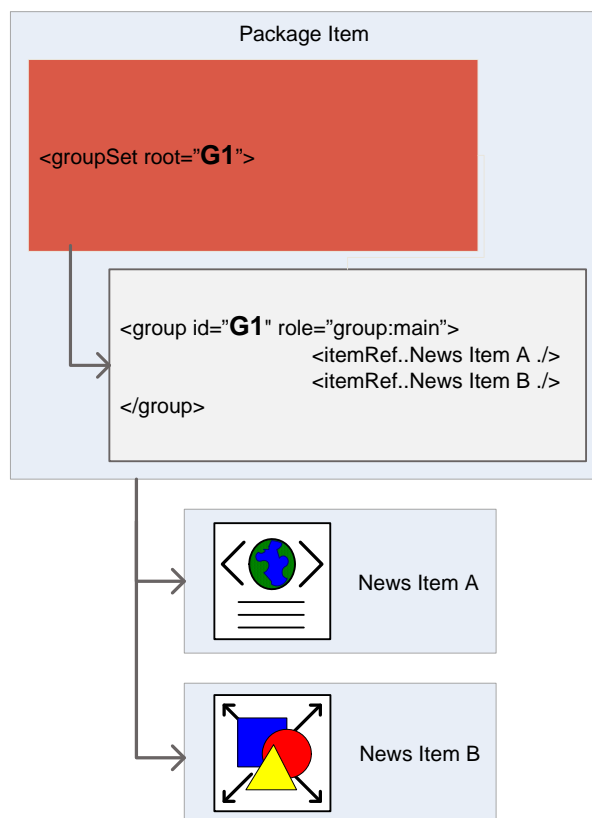 Package Item
<groupSet root=”G1”>
<group id=”G1" role=”group:main”>
<itemRef..News Item A ./>
<itemRef..News Item B ./>
</group>
News Item A
News Item B